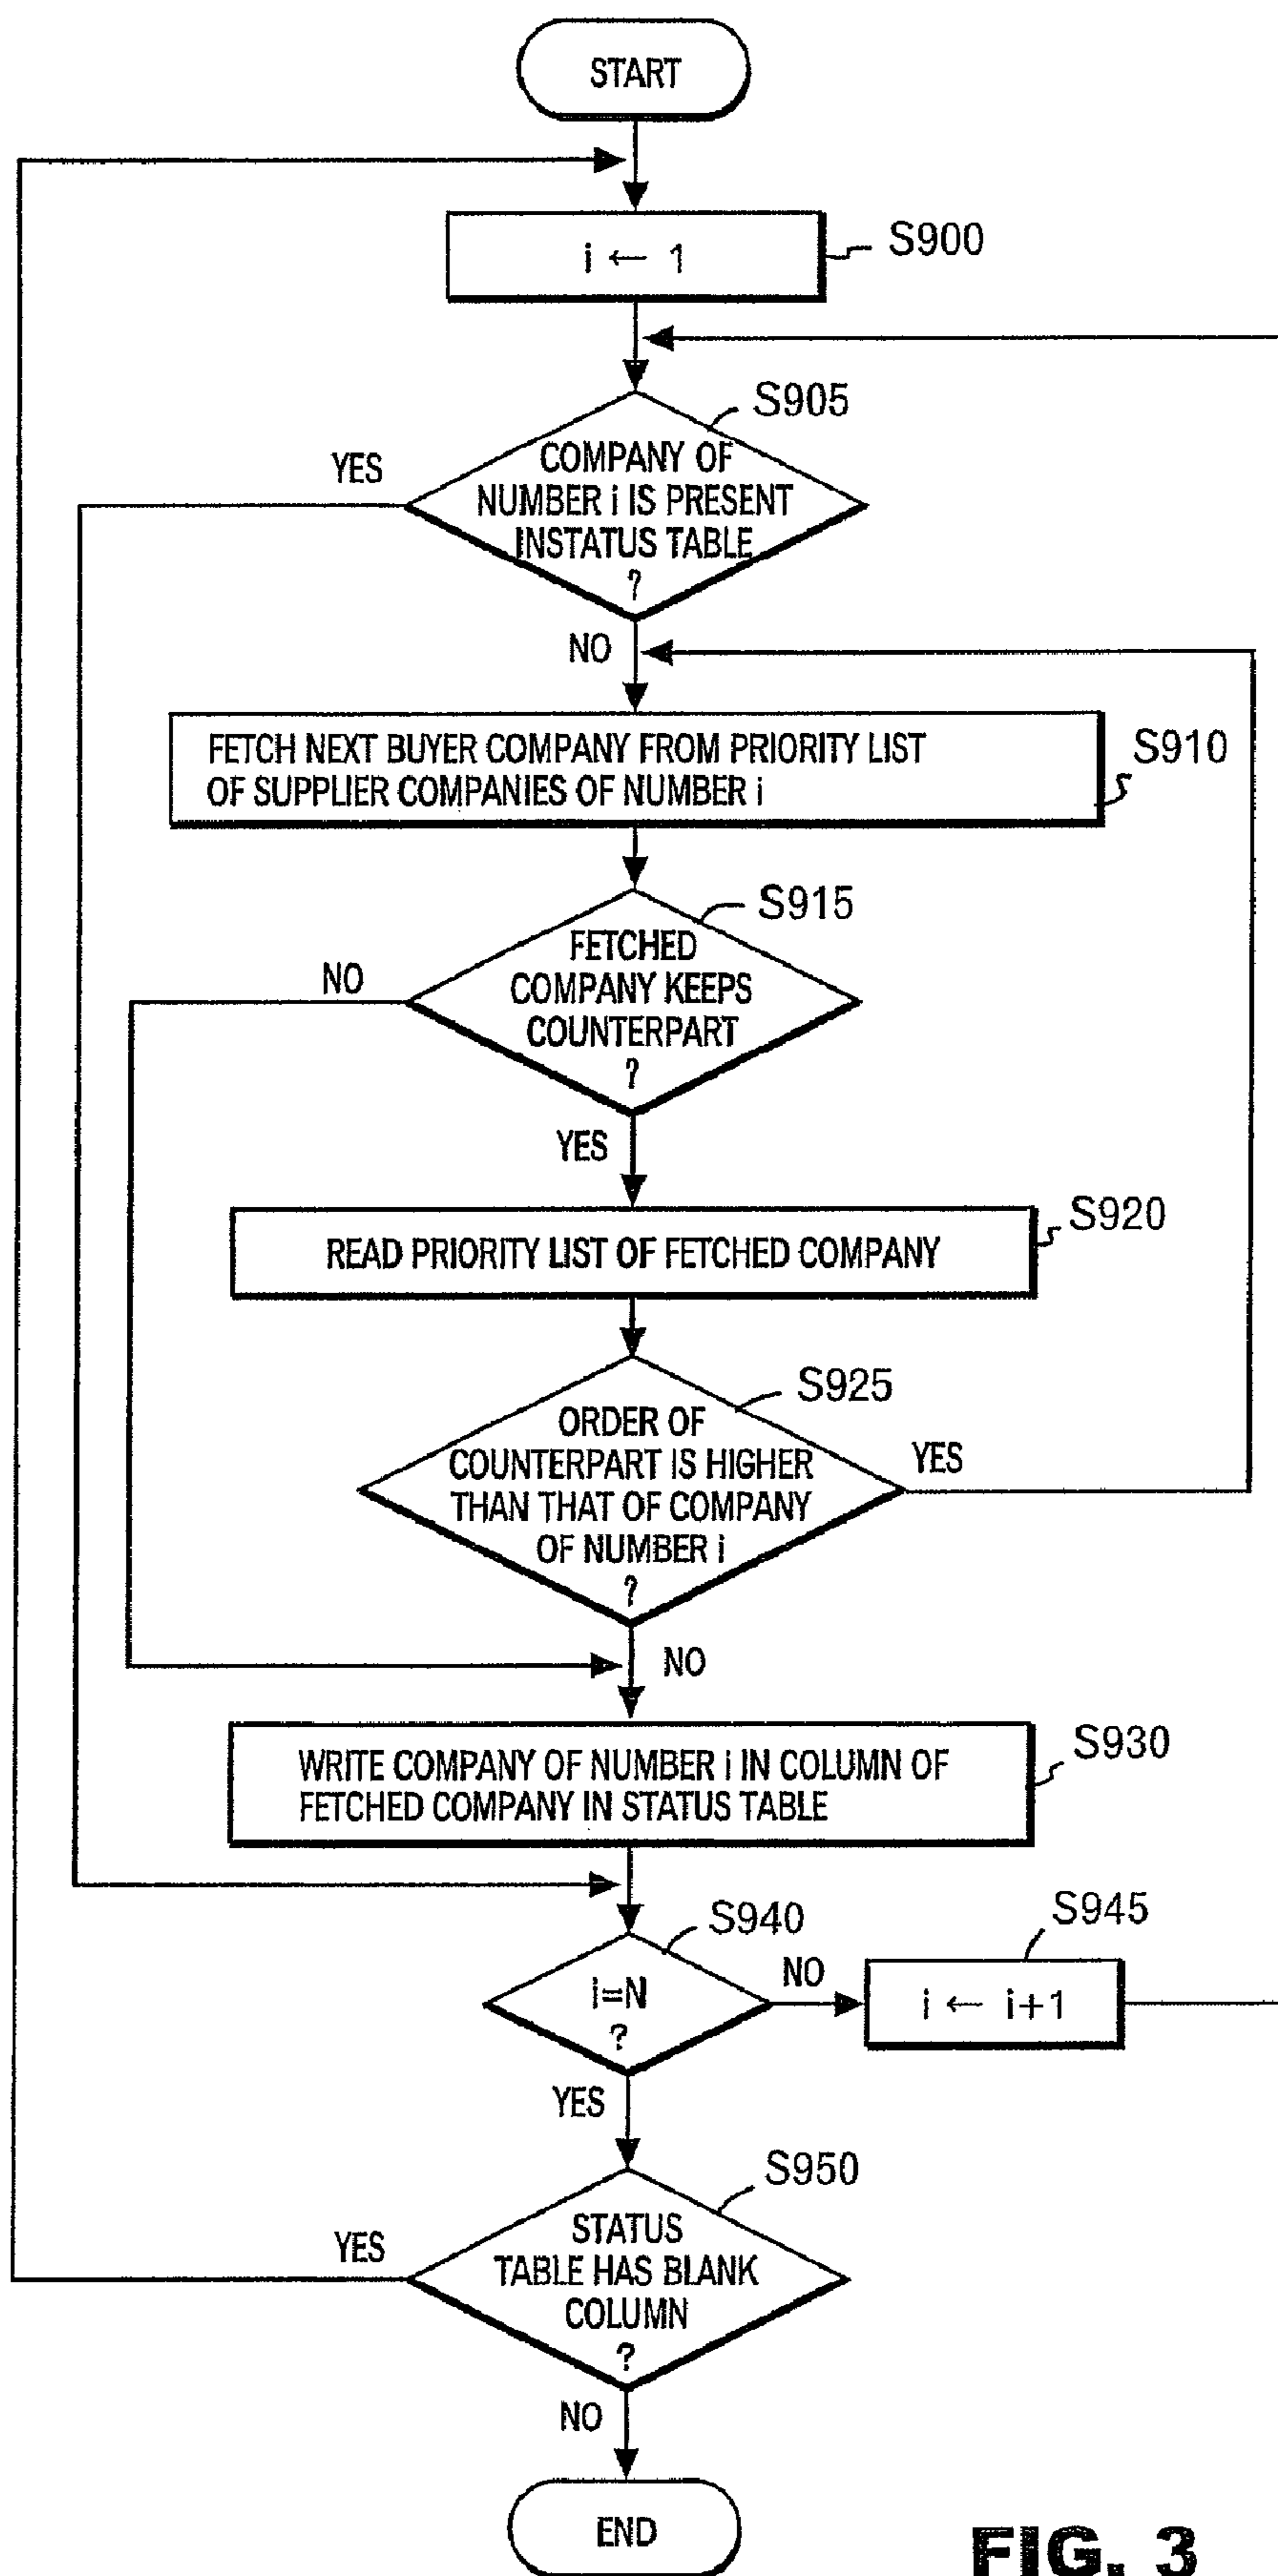 START
i ← 1
S900
S905
COMPANY OF
NUMBER i IS PRESENT
INSTATUS TABLE
?
YES
NO
FETCH NEXT BUYER COMPANY FROM PRIORITY LIST
OF SUPPLIER COMPANIES OF NUMBER i
S910
S915
FETCHED
COMPANY KEEPS
COUNTERPART
?
NO
YES
READ PRIORITY LIST OF FETCHED COMPANY
S920
S925
ORDER OF
COUNTERPART IS HIGHER
THAN THAT OF COMPANY
OF NUMBER i
?
YES
NO
WRITE COMPANY OF NUMBER i IN COLUMN OF
FETCHED COMPANY IN STATUS TABLE
S930
S940
i=N
?
NO
S945
i ← i+1
YES
S950
STATUS
TABLE HAS BLANK
COLUMN
?
YES
NO
END
FIG. 3